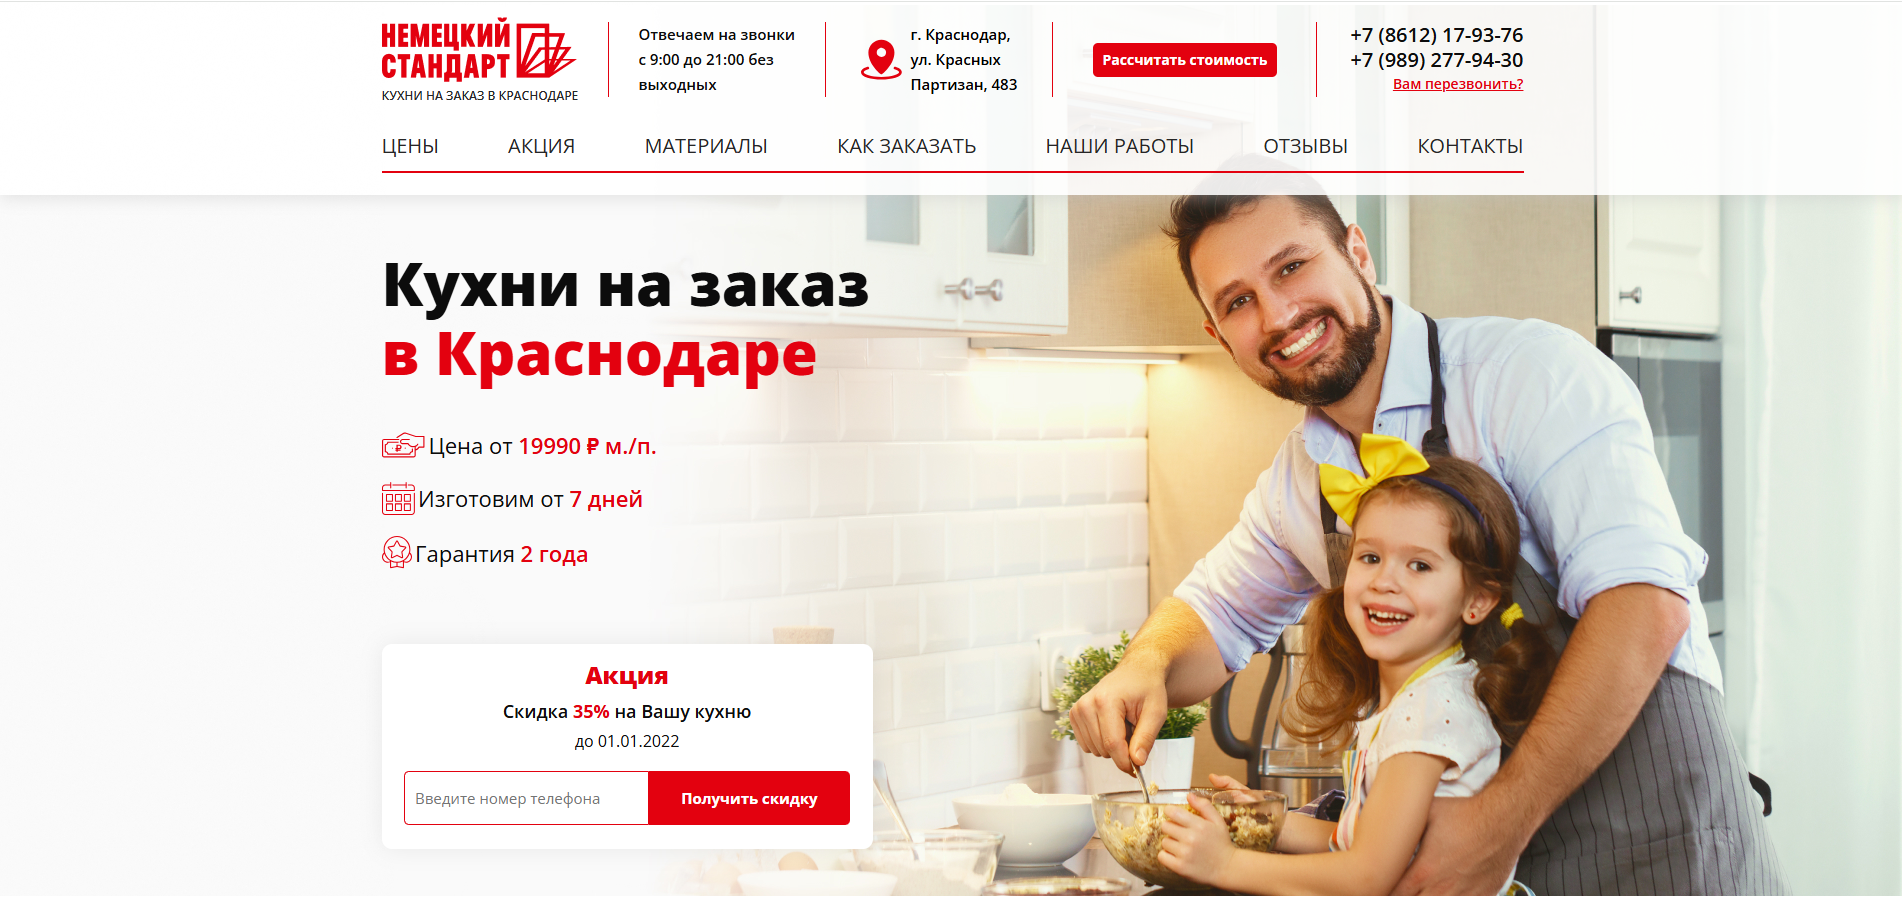 НЕМЕЦКИЙ
СТАНДАРТ
КУХНИ НА ЗАКАЗ В КРАСНОДАРЕ
Отвечаем на звонки
с 9:00 до 21:00 без
выходных
г. Краснодар,
ул. Красных
Партизан, 483
Рассчитать стоимость
+7 (8612) 17-93-76
+7 (989) 277-94-30
Вам перезвонить?
ЦЕНЫ АКЦИЯ МАТЕРИАЛЫ КАК ЗАКАЗАТЬ НАШИ РАБОТЫ ОТЗЫВЫ КОНТАКТЫ
Кухни на заказ
в Краснодаре
Цена от 19990 ₽ м./п.
Изготовим от 7 дней
Гарантия 2 года
Акция
Скидка 35% на Вашу кухню
до 01.01.2022
Введите номер телефона Получить скидку